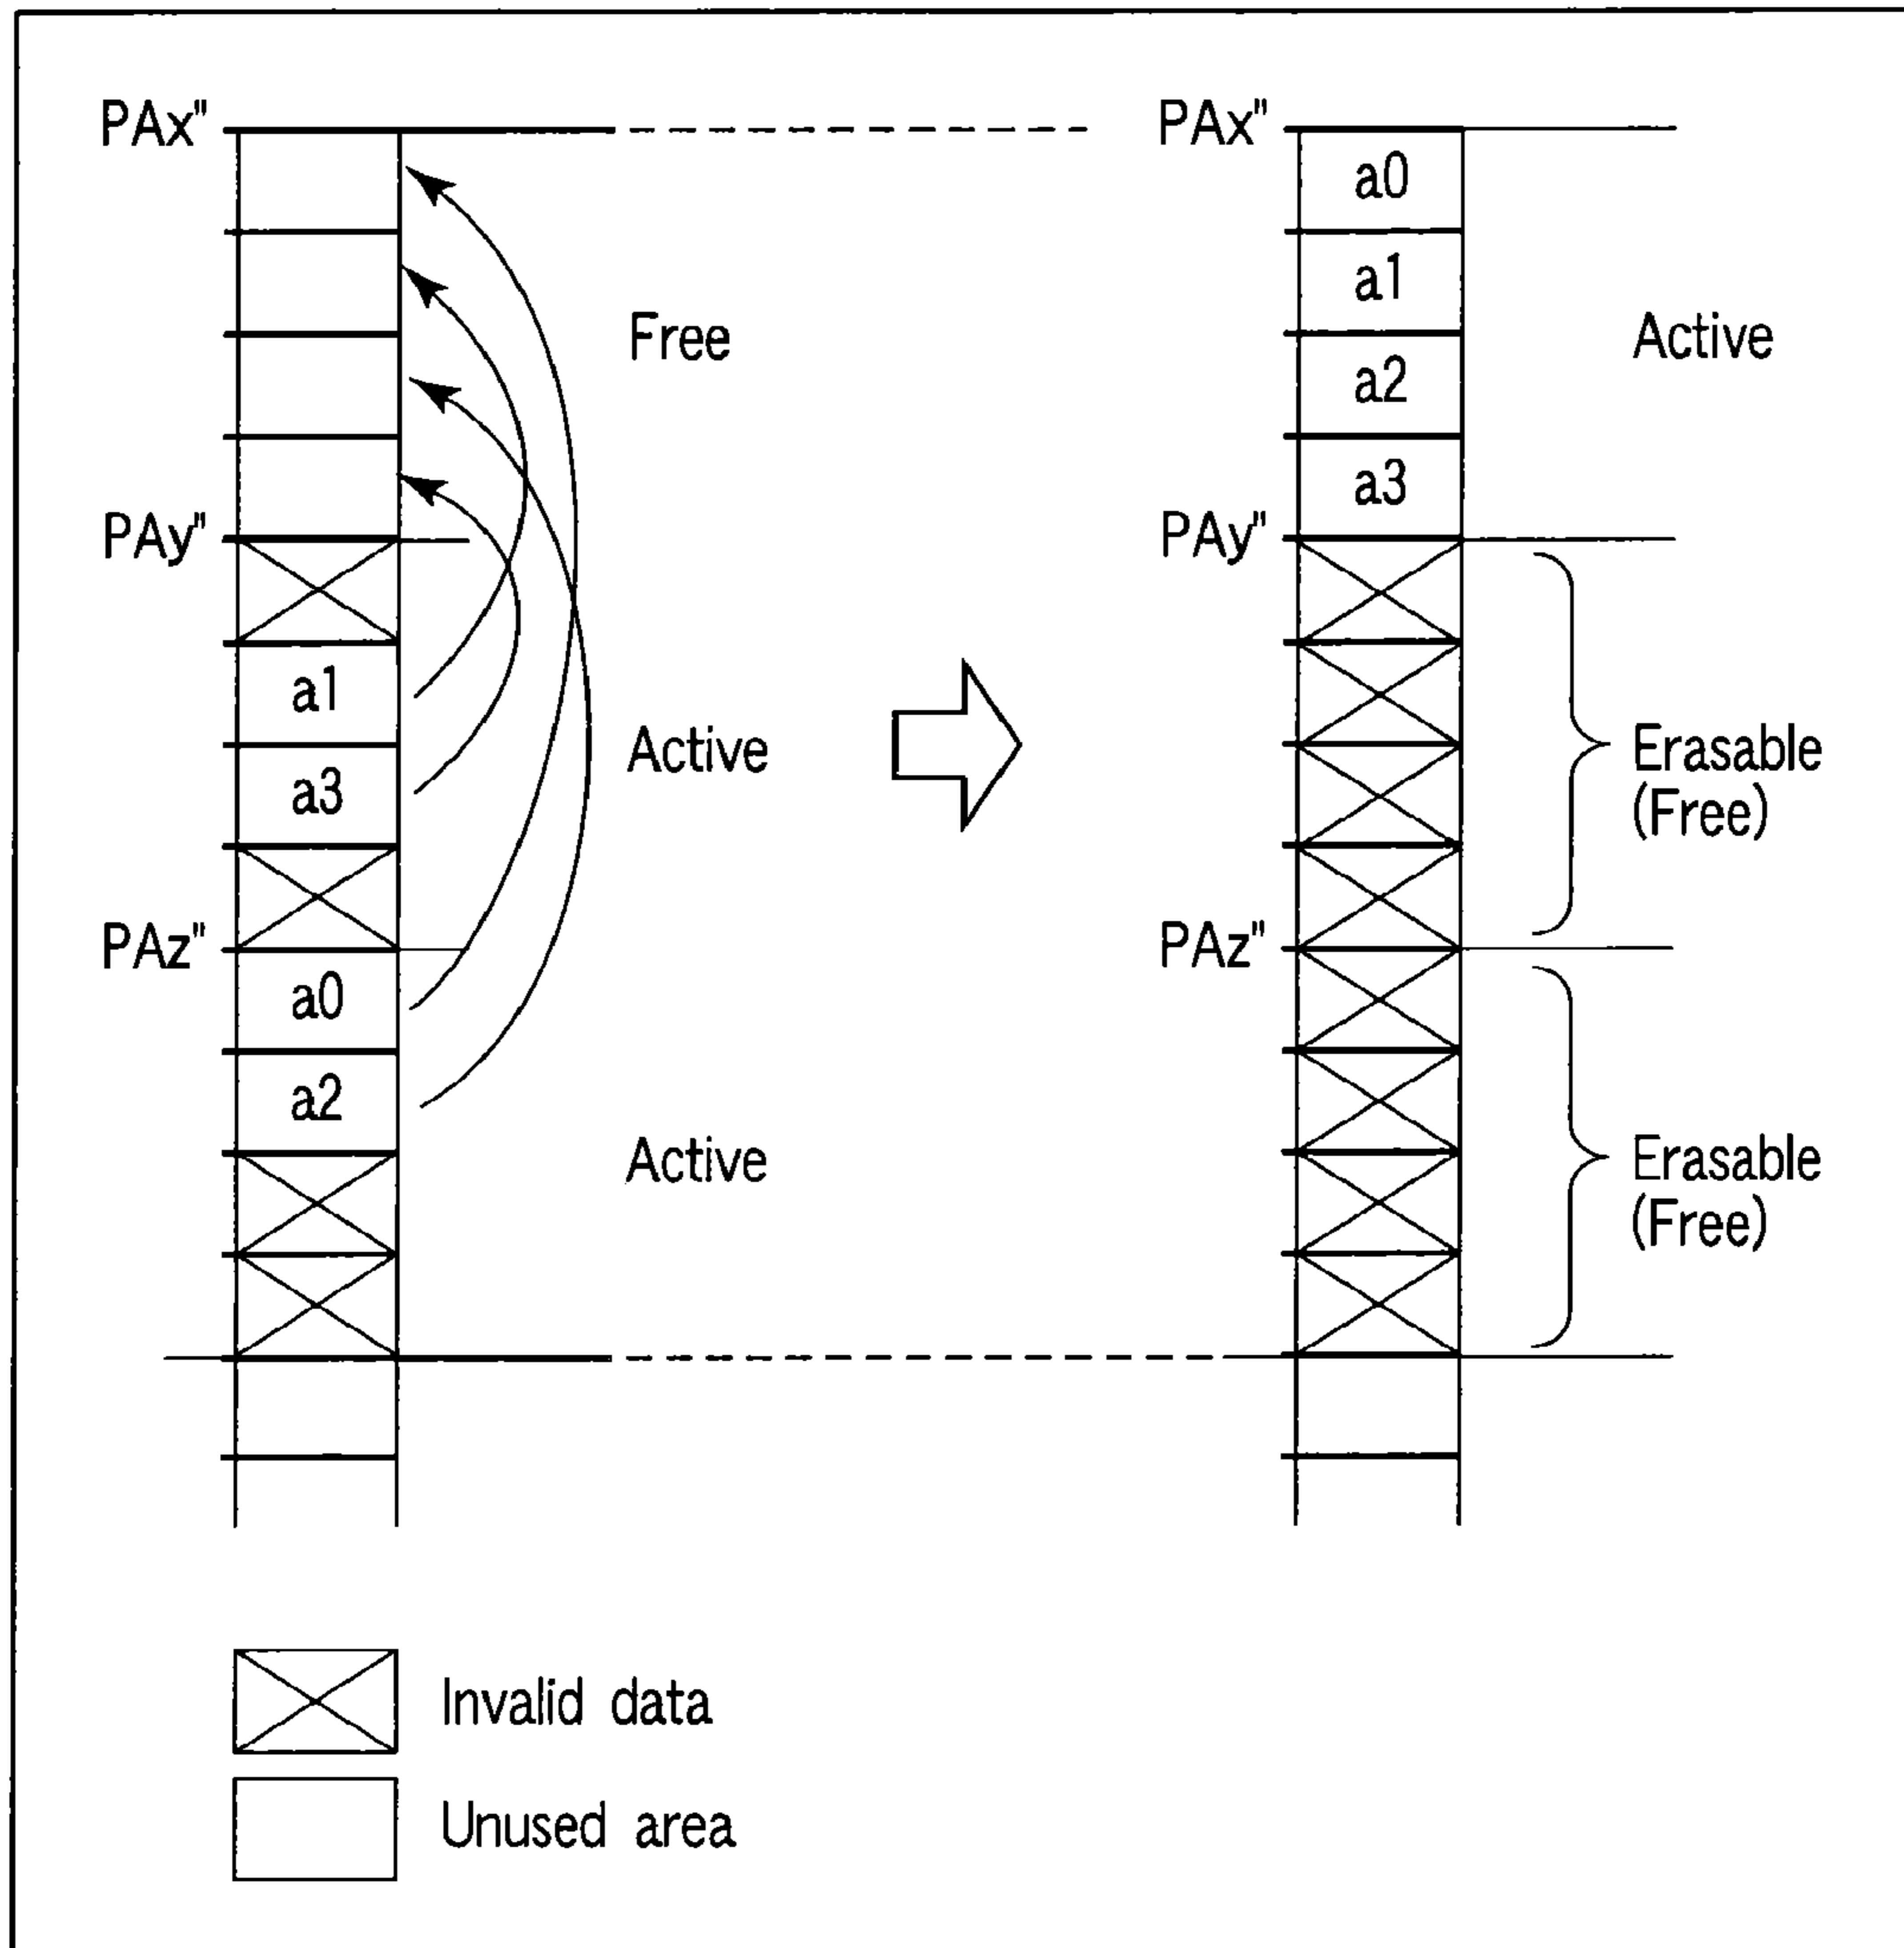 PAx"
Free
PAy"
a1
Active
a3
PAz"
a0
a2
Active
PAx"
a0
a1
Active
a2
a3
PAy"
Erasable
(Free)
PAz"
Erasable
(Free)
Invalid data
Unused area